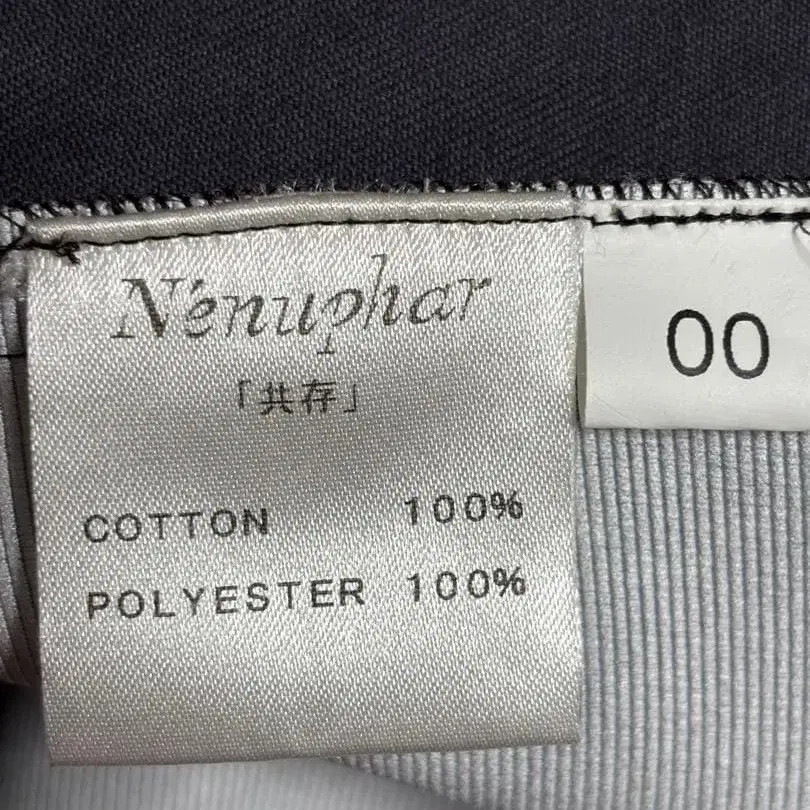 Nénuphar
「共存」
00
COTTON 100%
POLYESTER 100%